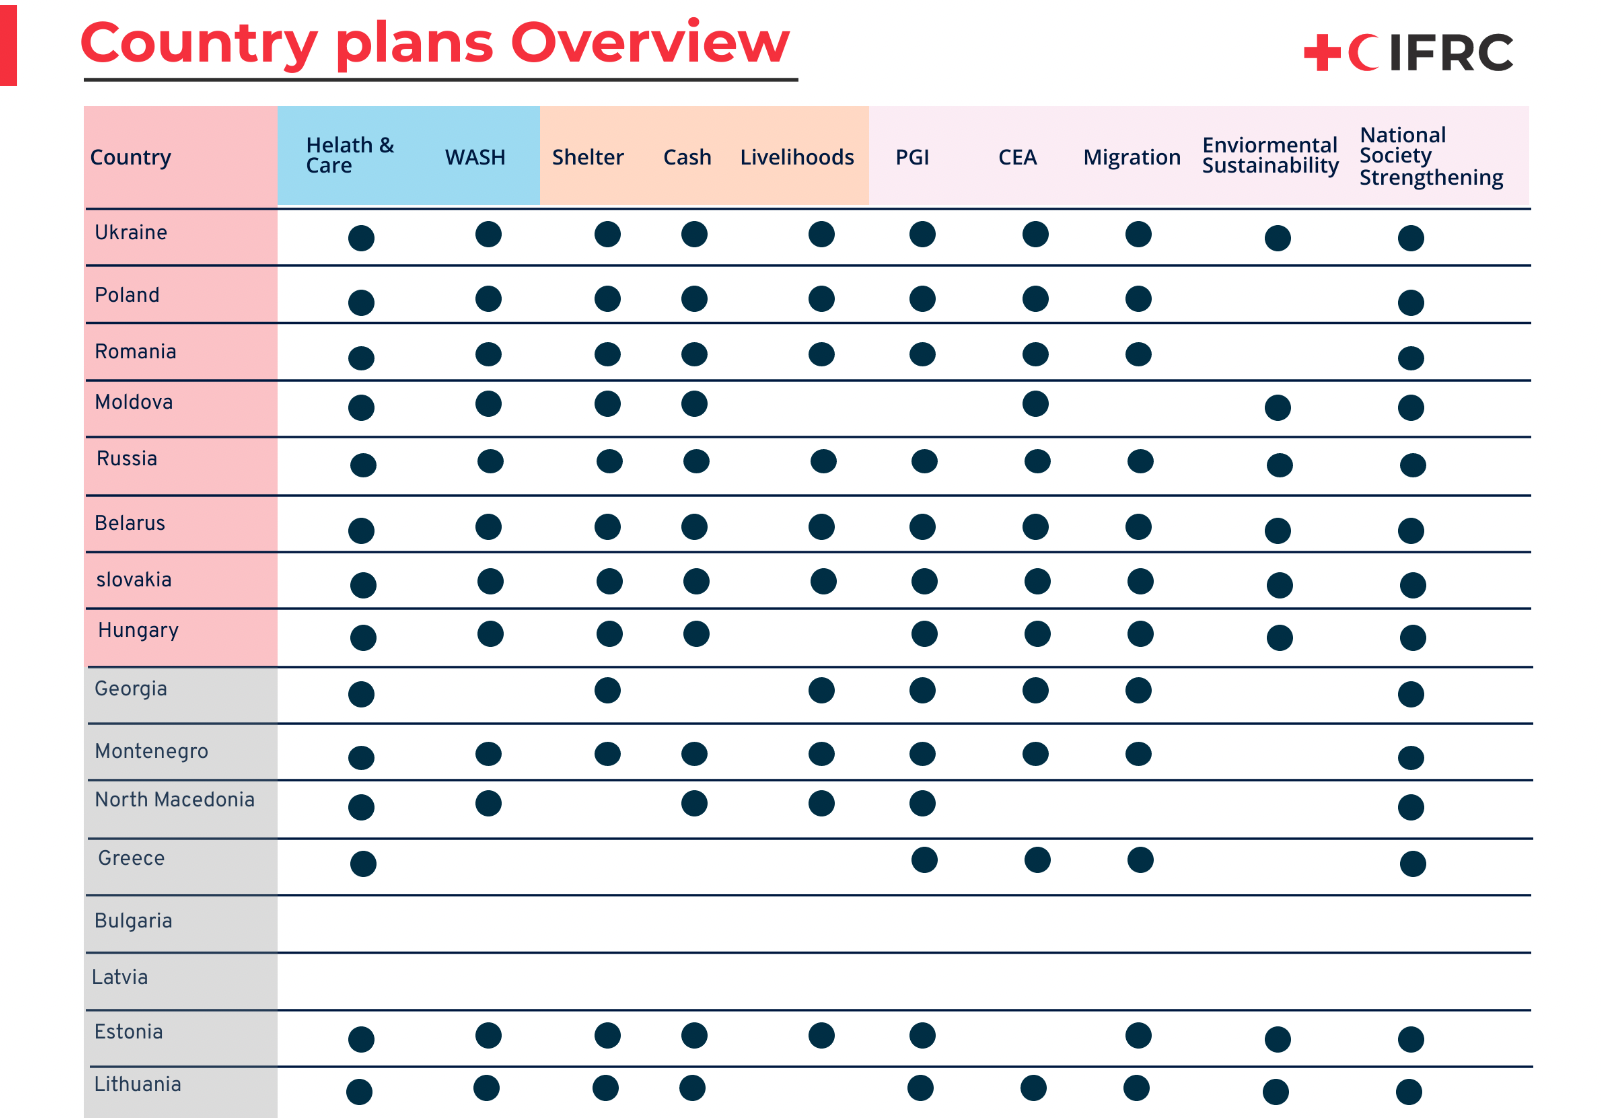 Country plans Overview
IFRC
Country
Helath &
Care
WASH
Shelter
Cash
Livelihoods
PGI
CEA
Migration
Enviormental
Sustainability
National
Society
Strengthening
Ukraine
Poland
Romania
Moldova
Russia
Belarus
slovakia
Hungary
Georgia
Montenegro
North Macedonia
Greece
Bulgaria
Latvia
Estonia
Lithuania